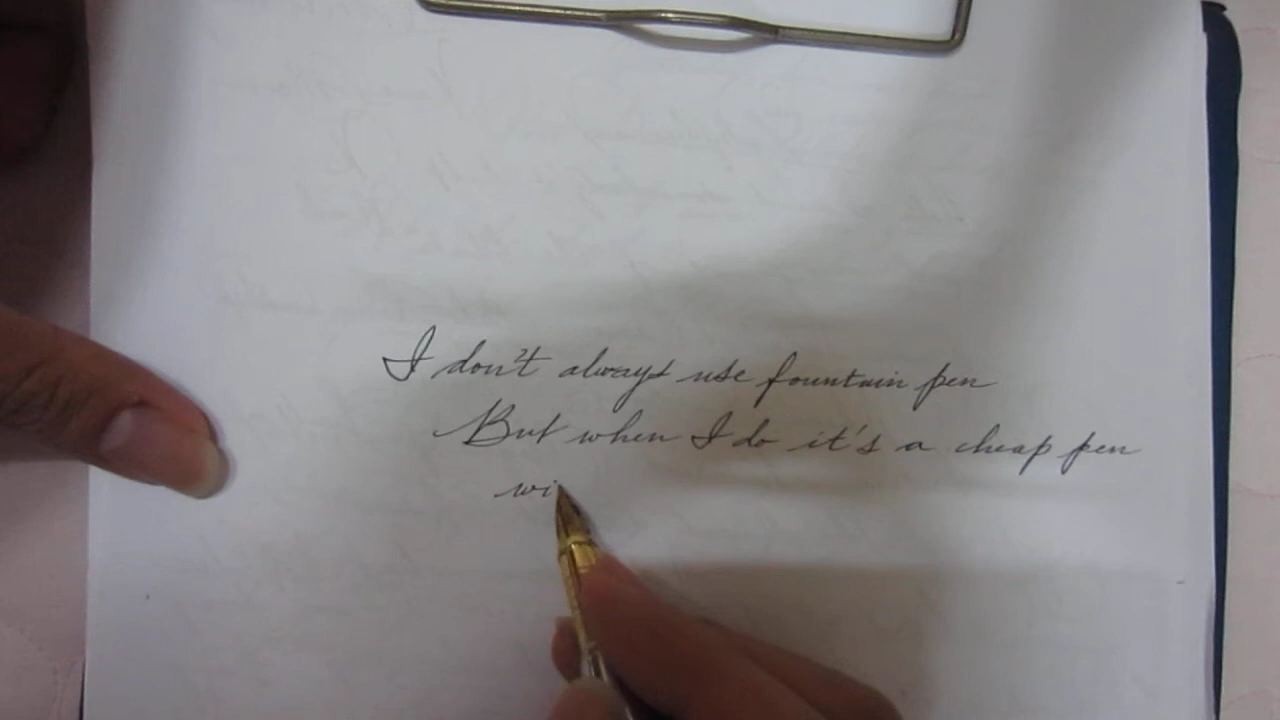 I don't always use fountain pen
But when I do it's a cheap pen
wi